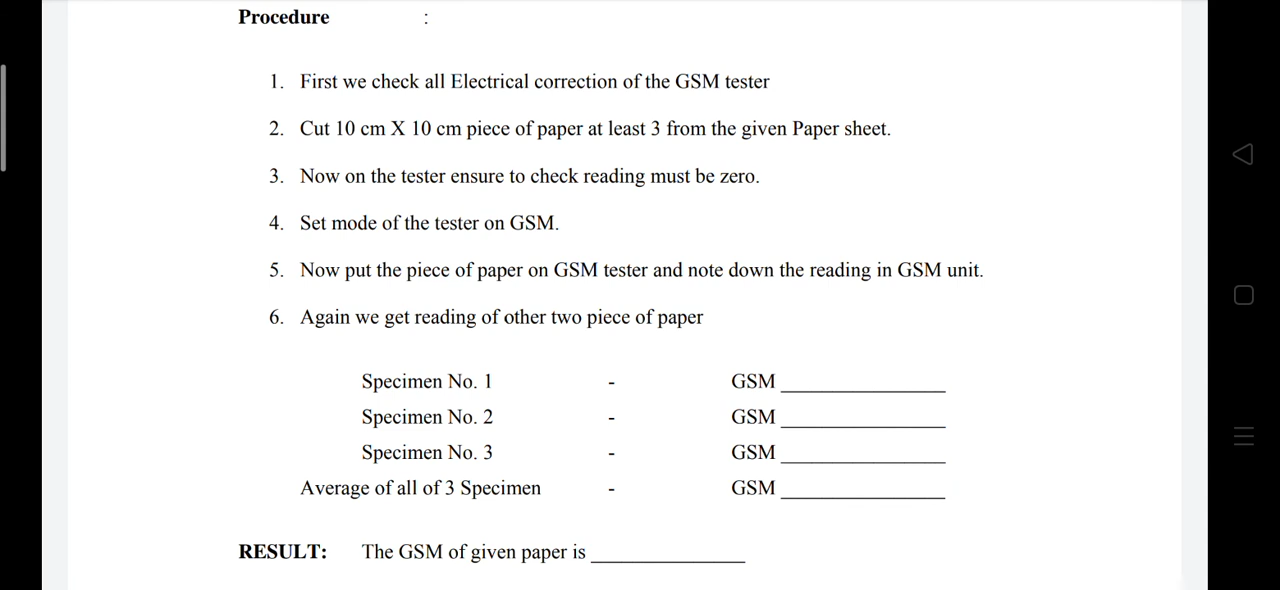 Procedure :
1. First we check all Electrical correction of the GSM tester
2. Cut 10 cm X 10 cm piece of paper at least 3 from the given Paper sheet.
3. Now on the tester ensure to check reading must be zero.
4. Set mode of the tester on GSM.
5. Now put the piece of paper on GSM tester and note down the reading in GSM unit.
6. Again we get reading of other two piece of paper
Specimen No. 1 - GSM ________________
Specimen No. 2 - GSM ________________
Specimen No. 3 - GSM ________________
Average of all of 3 Specimen - GSM ________________
RESULT: The GSM of given paper is _______________